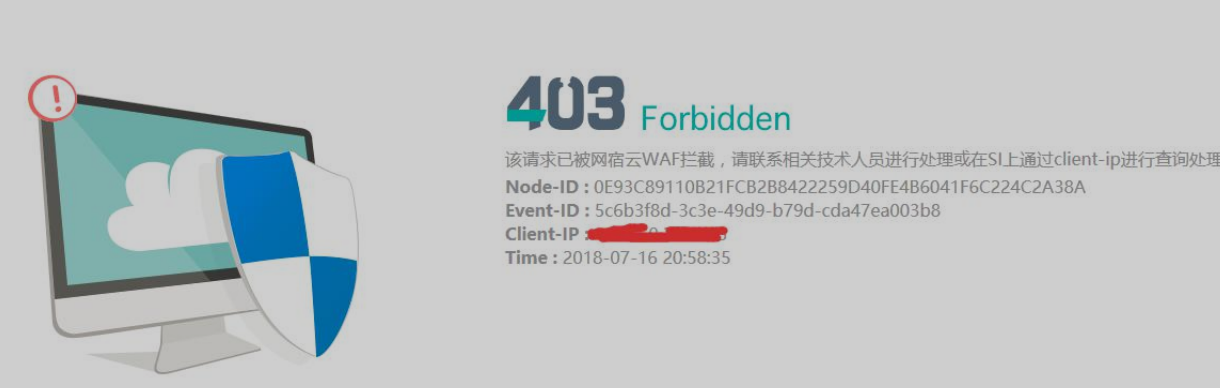 403 Forbidden
该请求已被网宿云WAF拦截，请联系相关技术人员进行处理或在SI上通过client-ip进行查询处理
Node-ID : 0E93C89110B21FCB2B8422259D40FE4B6041F6C224C2A38A
Event-ID : 5c6b3f8d-3c3e-49d9-b79d-cda47ea003b8
Client-IP :
Time : 2018-07-16 20:58:35